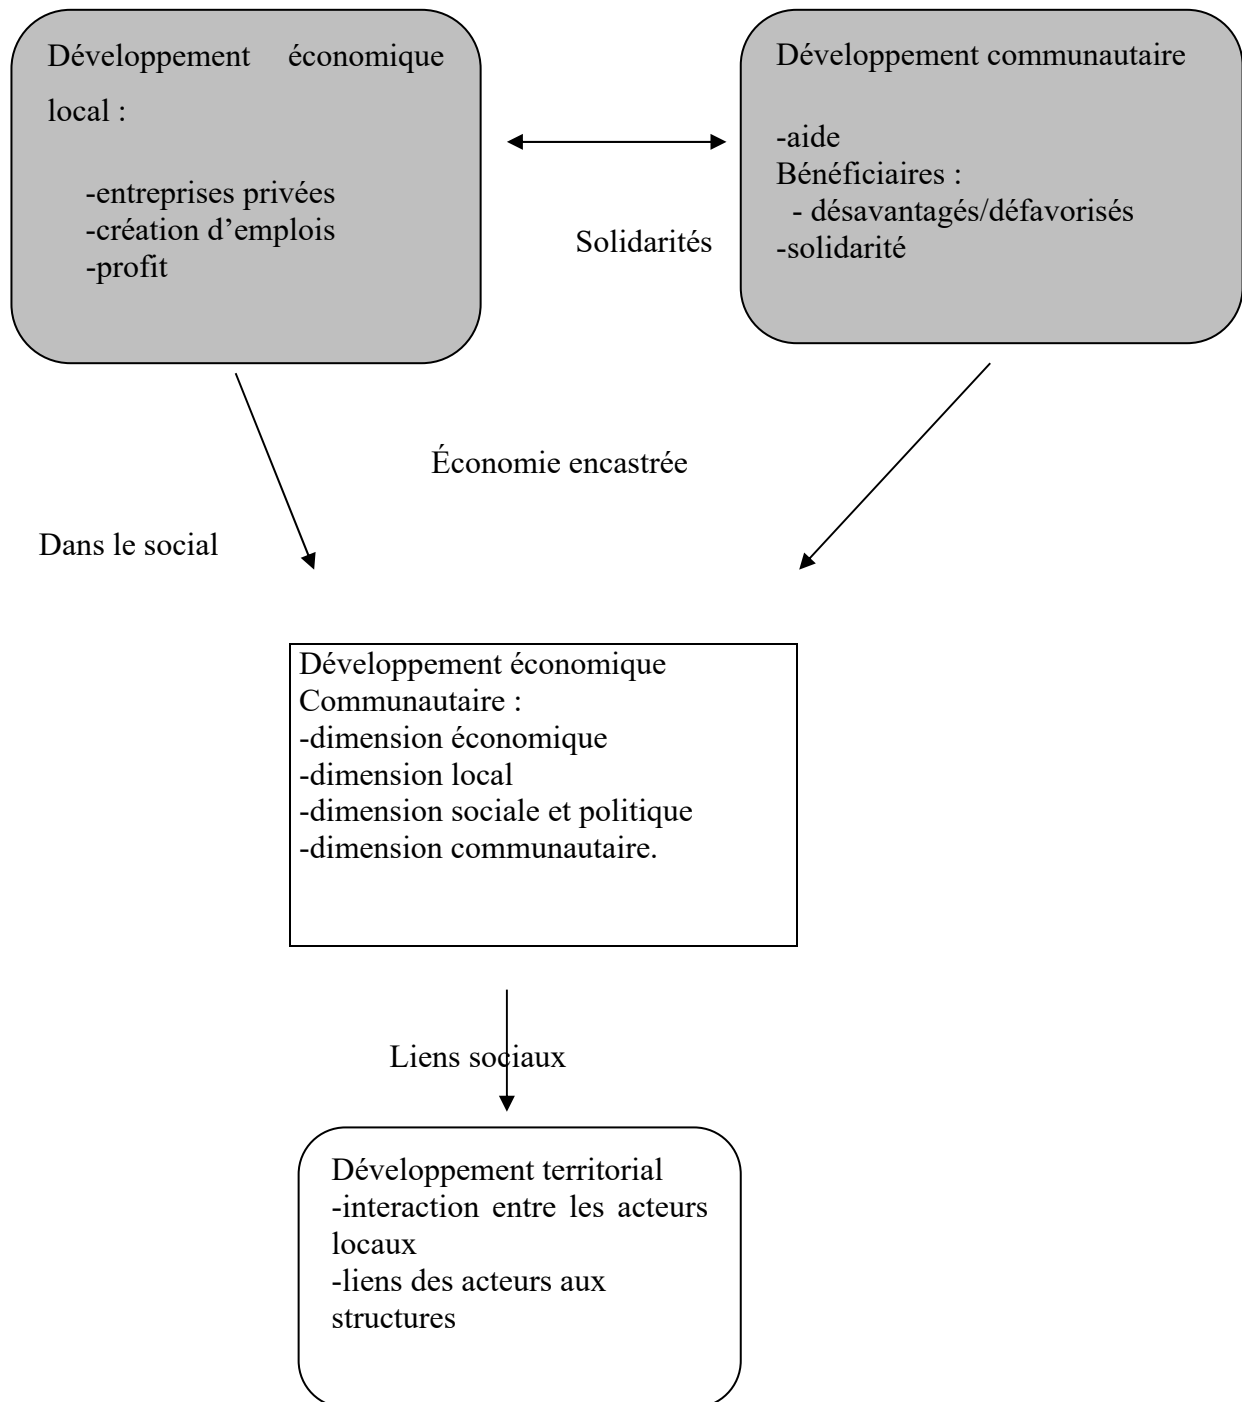 Développement économique
local :
-entreprises privées
-création d’emplois
-profit
Développement communautaire
-aide
Bénéficiaires :
- désavantagés/défavorisés
-solidarité
Solidarités
Économie encastrée
Dans le social
Développement économique
Communautaire :
-dimension économique
-dimension local
-dimension sociale et politique
-dimension communautaire.
Liens sociaux
Développement territorial
-interaction entre les acteurs
locaux
-liens des acteurs aux
structures